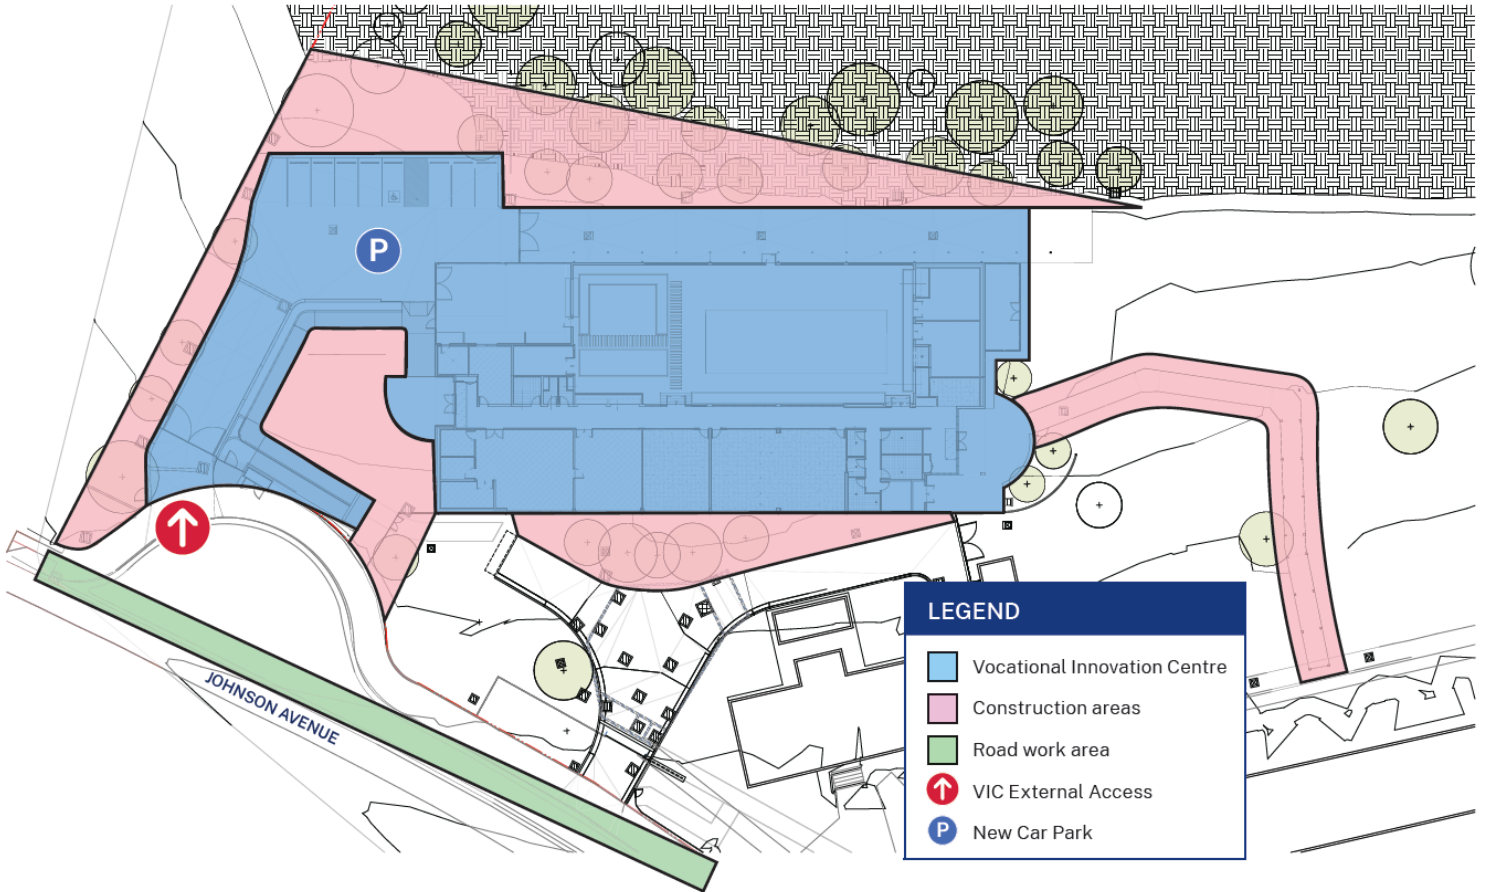 P
JOHNSON AVENUE
LEGEND
Vocational Innovation Centre
Construction areas
Road work area
VIC External Access
P New Car Park